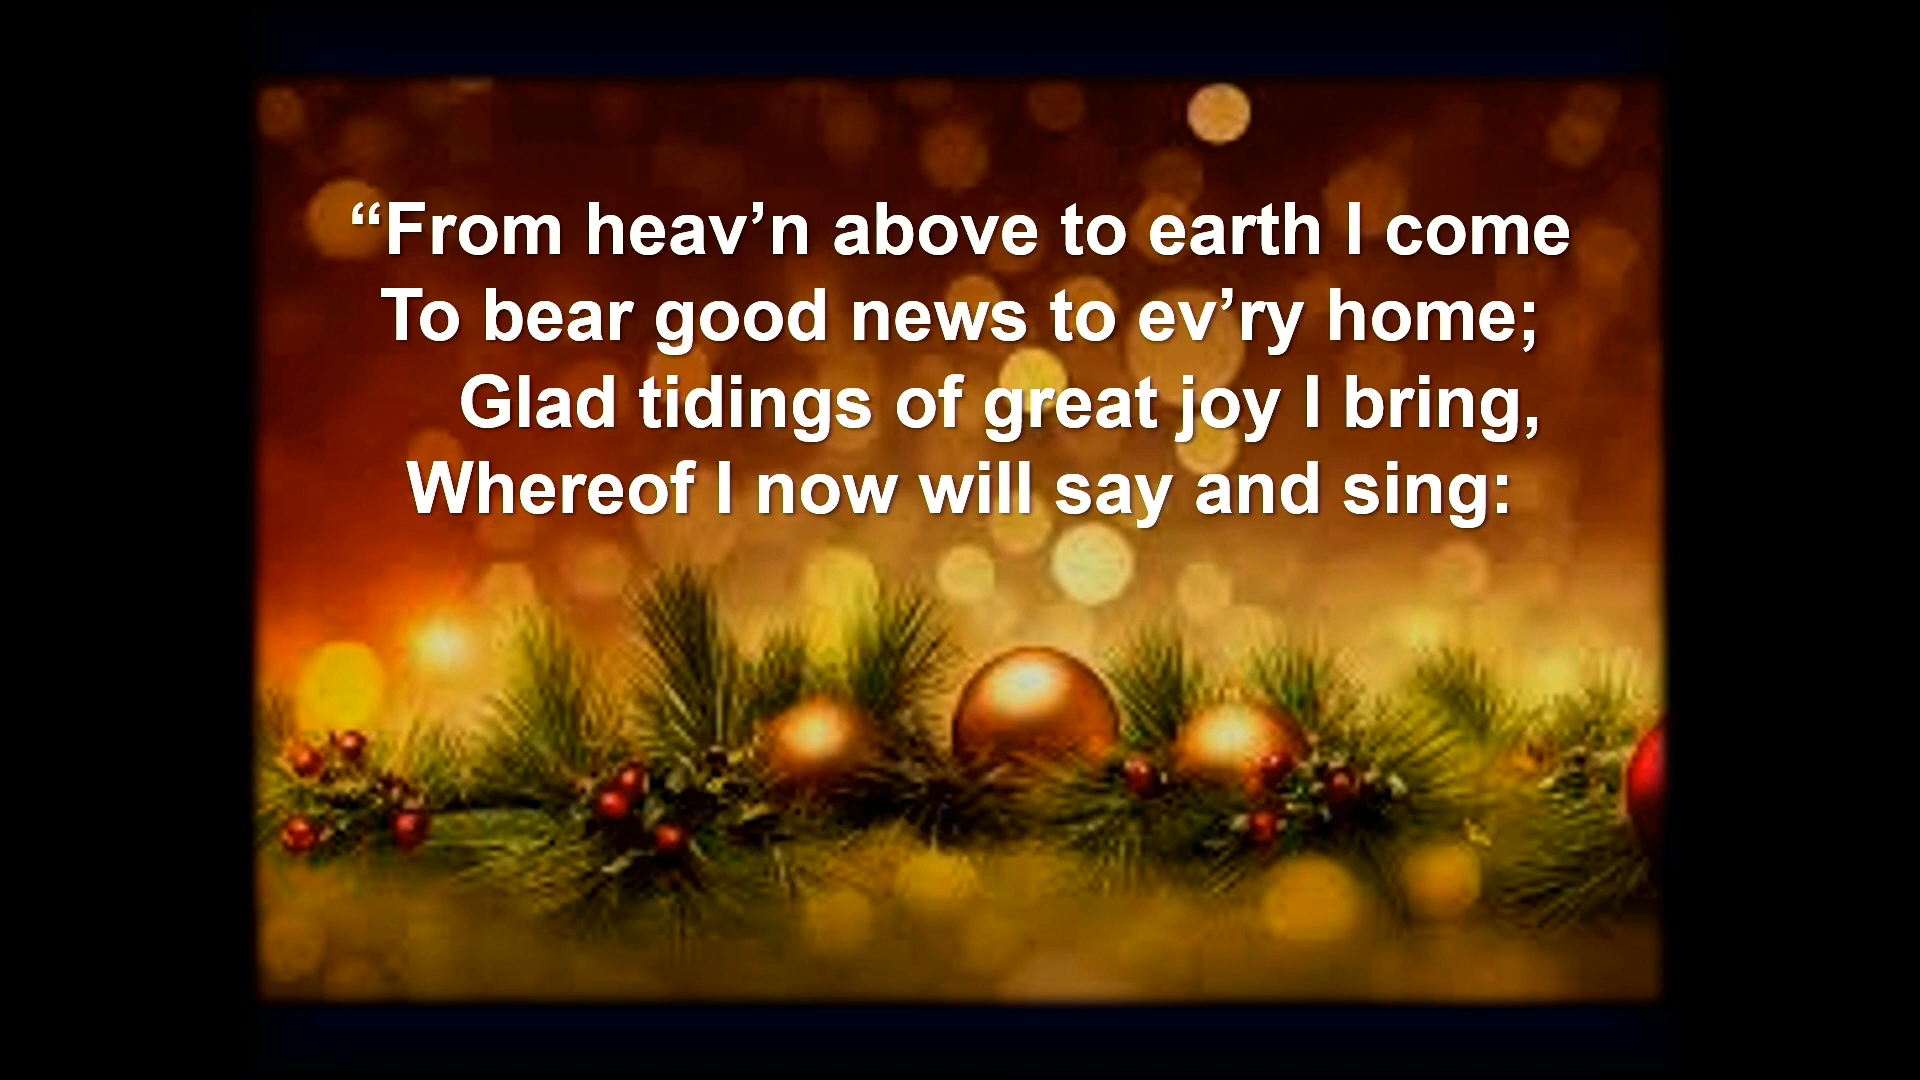 “From heav’n above to earth I come
To bear good news to ev’ry home;
Glad tidings of great joy I bring,
Whereof I now will say and sing: